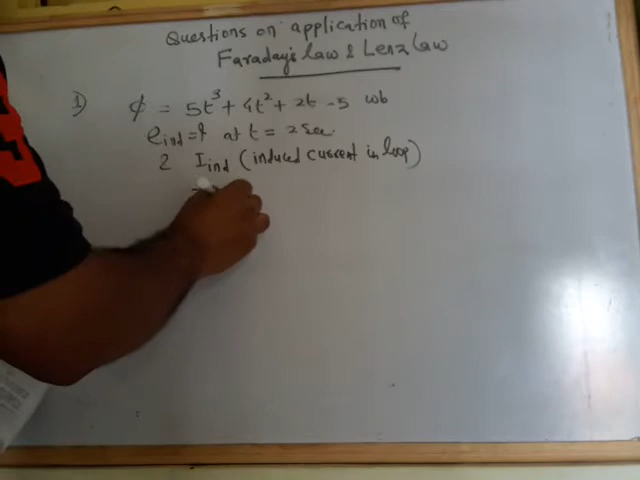 Questions on application of
Faraday's law & Lenz Law
1) φ = 5t³ + 4t² + 2t - 5 wb
e_ind = ? at t = 2 Sec.
& I_ind (induced current in loop)